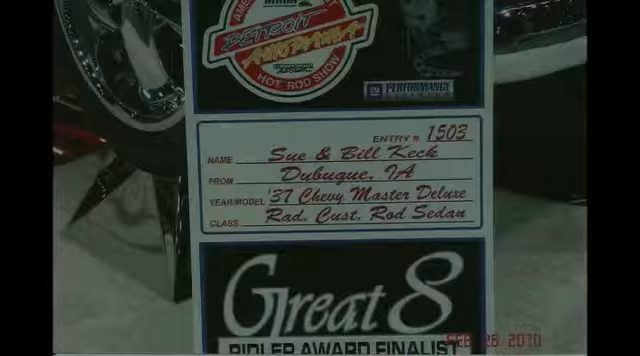 DETROIT
AUTORAMA
HOT ROD SHOW
GM PERFORMANCE
ENTRY # 1503
NAME Sue & Bill Keck
FROM Dubuque, IA
YEAR/MODEL '37 Chevy Master Deluxe
CLASS Rad. Cust. Rod Sedan
Great 8
RIDLER AWARD FINALIST
FEB 28 2010